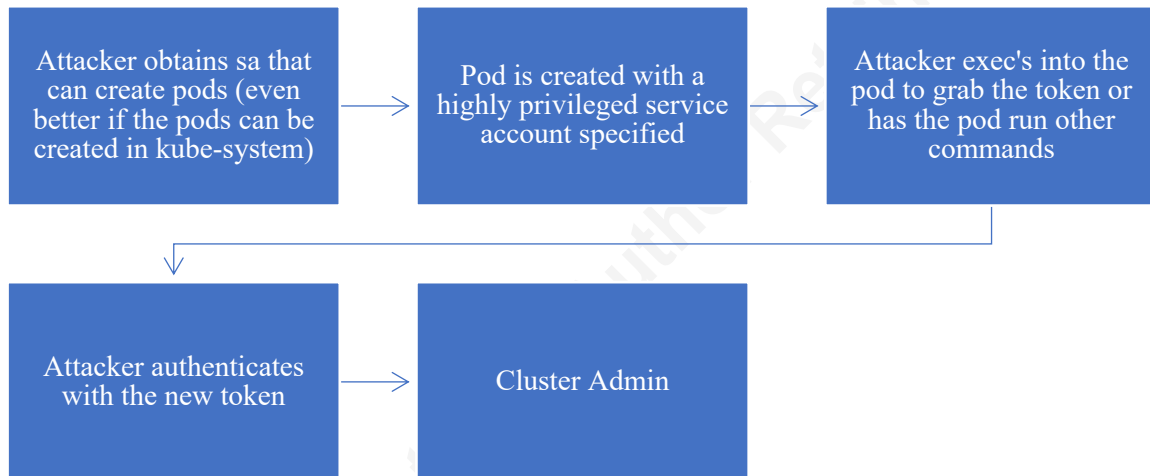 Attacker obtains sa that
can create pods (even
better if the pods can be
created in kube-system)
Pod is created with a
highly privileged service
account specified
Attacker exec's into the
pod to grab the token or
has the pod run other
commands
Attacker authenticates
with the new token
Cluster Admin